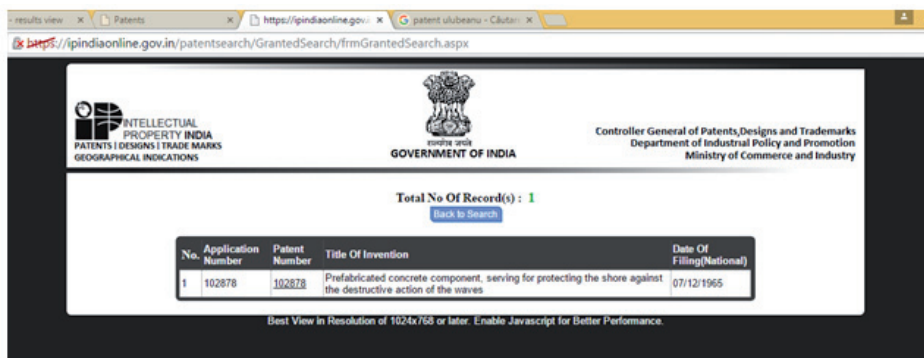 - results view
Patents
https://ipindiaonline.gov.i
G patent ulubeanu - Căutar
https://ipindiaonline.gov.in/patentsearch/GrantedSearch/frmGrantedSearch.aspx
INTELLECTUAL
PROPERTY INDIA
PATENTS | DESIGNS | TRADE MARKS
GEOGRAPHICAL INDICATIONS
सत्यमेव जयते
GOVERNMENT OF INDIA
Controller General of Patents,Designs and Trademarks
Department of Industrial Policy and Promotion
Ministry of Commerce and Industry
Total No Of Record(s) : 1
Back to Search
No. Application Number Patent Number Title Of Invention Date Of Filing(National)
1 102878 102878 Prefabricated concrete component, serving for protecting the shore against
the destructive action of the waves 07/12/1965
Best View in Resolution of 1024x768 or later. Enable Javascript for Better Performance.